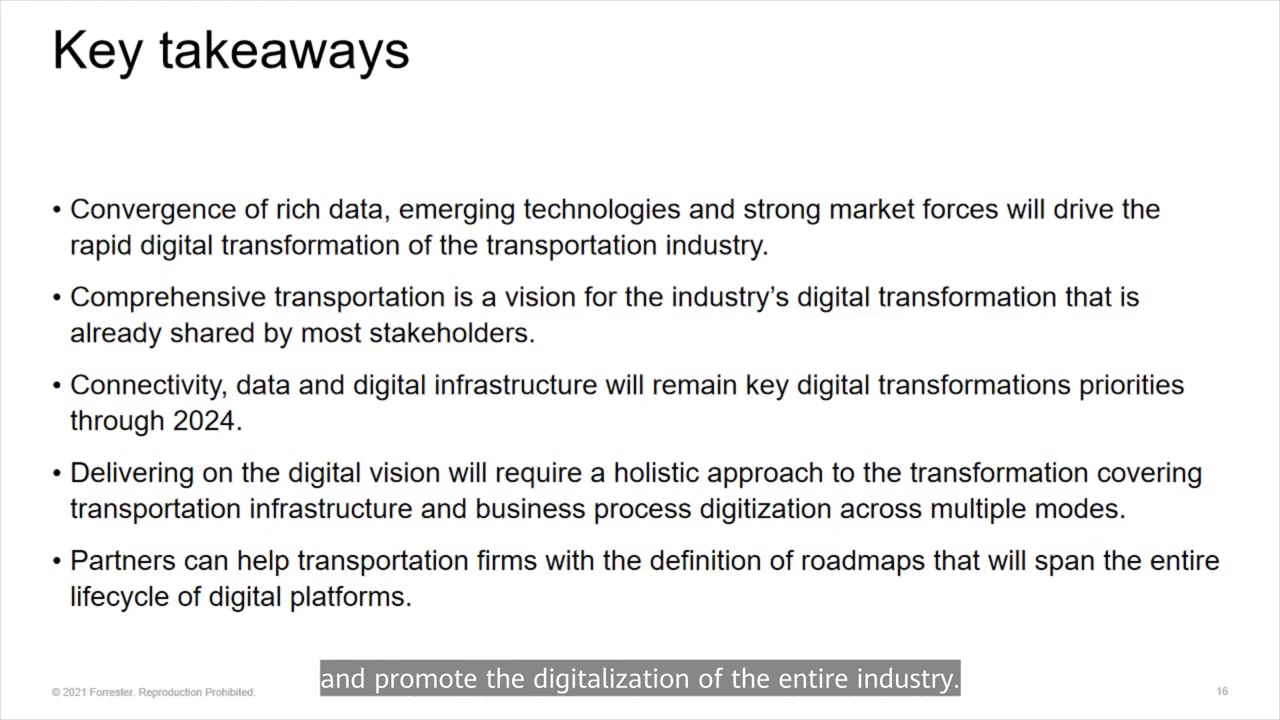 Key takeaways
• Convergence of rich data, emerging technologies and strong market forces will drive the
rapid digital transformation of the transportation industry.
• Comprehensive transportation is a vision for the industry's digital transformation that is
already shared by most stakeholders.
• Connectivity, data and digital infrastructure will remain key digital transformations priorities
through 2024.
• Delivering on the digital vision will require a holistic approach to the transformation covering
transportation infrastructure and business process digitization across multiple modes.
• Partners can help transportation firms with the definition of roadmaps that will span the entire
lifecycle of digital platforms.
and promote the digitalization of the entire industry.
© 2021 Forrester. Reproduction Prohibited.
16